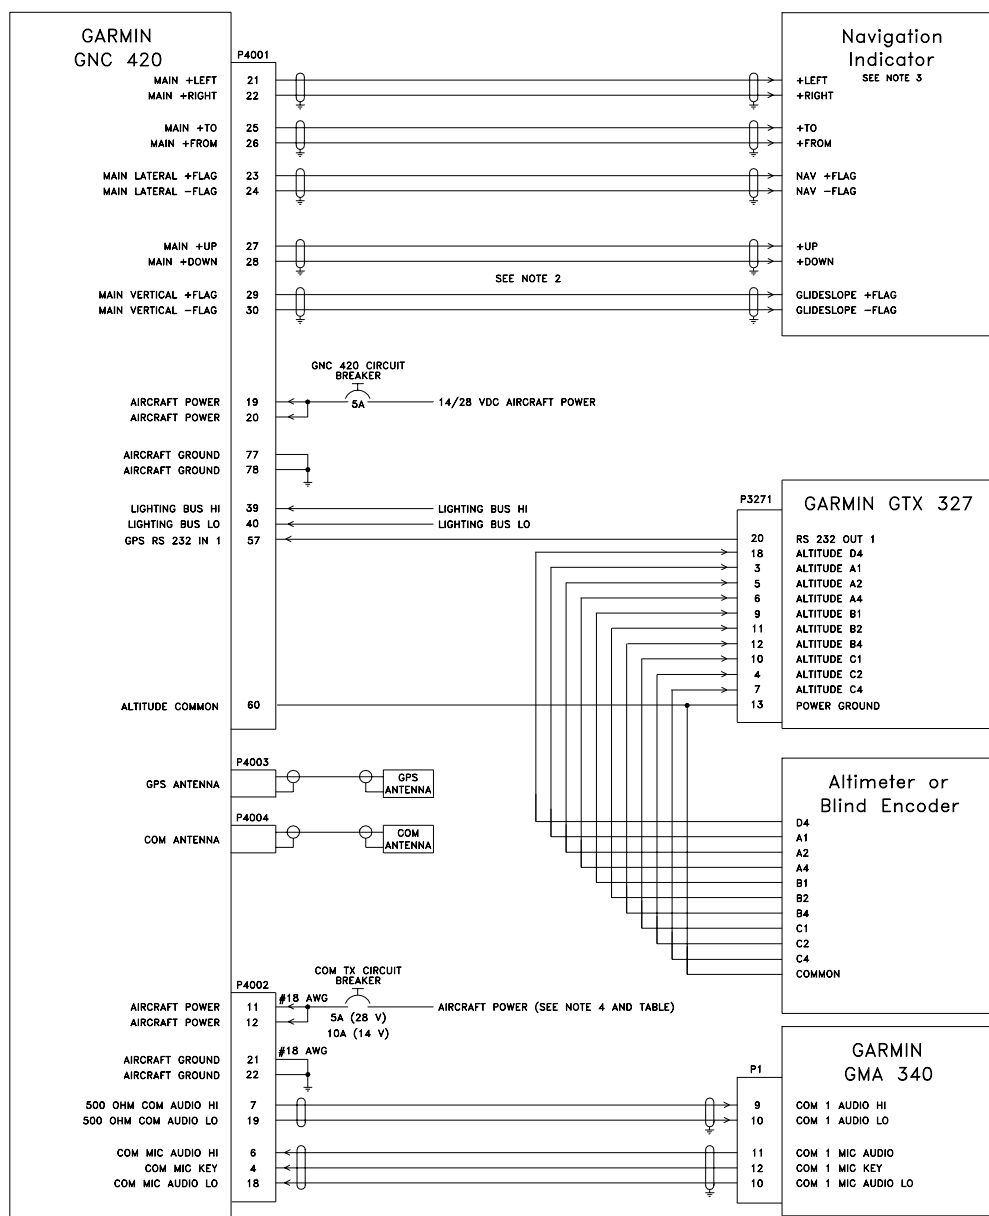 GARMIN
GNC 420
P4001
MAIN +LEFT 21
MAIN +RIGHT 22
MAIN +TO 25
MAIN +FROM 26
MAIN LATERAL +FLAG 23
MAIN LATERAL -FLAG 24
MAIN +UP 27
MAIN +DOWN 28
SEE NOTE 2
MAIN VERTICAL +FLAG 29
MAIN VERTICAL -FLAG 30
Navigation
Indicator
SEE NOTE 3
+LEFT
+RIGHT
+TO
+FROM
NAV +FLAG
NAV -FLAG
+UP
+DOWN
GLIDESLOPE +FLAG
GLIDESLOPE -FLAG
GNC 420 CIRCUIT
BREAKER
AIRCRAFT POWER 19 5A 14/28 VDC AIRCRAFT POWER
AIRCRAFT POWER 20
AIRCRAFT GROUND 77
AIRCRAFT GROUND 78
LIGHTING BUS HI 39 LIGHTING BUS HI
LIGHTING BUS LO 40 LIGHTING BUS LO
GPS RS 232 IN 1 57
P3271
GARMIN GTX 327
20 RS 232 OUT 1
18 ALTITUDE D4
3 ALTITUDE A1
5 ALTITUDE A2
6 ALTITUDE A4
9 ALTITUDE B1
11 ALTITUDE B2
12 ALTITUDE B4
10 ALTITUDE C1
4 ALTITUDE C2
7 ALTITUDE C4
ALTITUDE COMMON 60 13 POWER GROUND
P4003
GPS ANTENNA
GPS
ANTENNA
P4004
COM ANTENNA
COM
ANTENNA
Altimeter or
Blind Encoder
D4
A1
A2
A4
B1
B2
B4
C1
C2
C4
COMMON
P4002
COM TX CIRCUIT
BREAKER
#18 AWG
AIRCRAFT POWER 11 AIRCRAFT POWER (SEE NOTE 4 AND TABLE)
AIRCRAFT POWER 12
5A (28 V)
10A (14 V)
#18 AWG
AIRCRAFT GROUND 21
AIRCRAFT GROUND 22
GARMIN
GMA 340
P1
500 OHM COM AUDIO HI 7 9 COM 1 AUDIO HI
500 OHM COM AUDIO LO 19 10 COM 1 AUDIO LO
COM MIC AUDIO HI 6 11 COM 1 MIC AUDIO
COM MIC KEY 4 12 COM 1 MIC KEY
COM MIC AUDIO LO 18 10 COM 1 MIC AUDIO LO